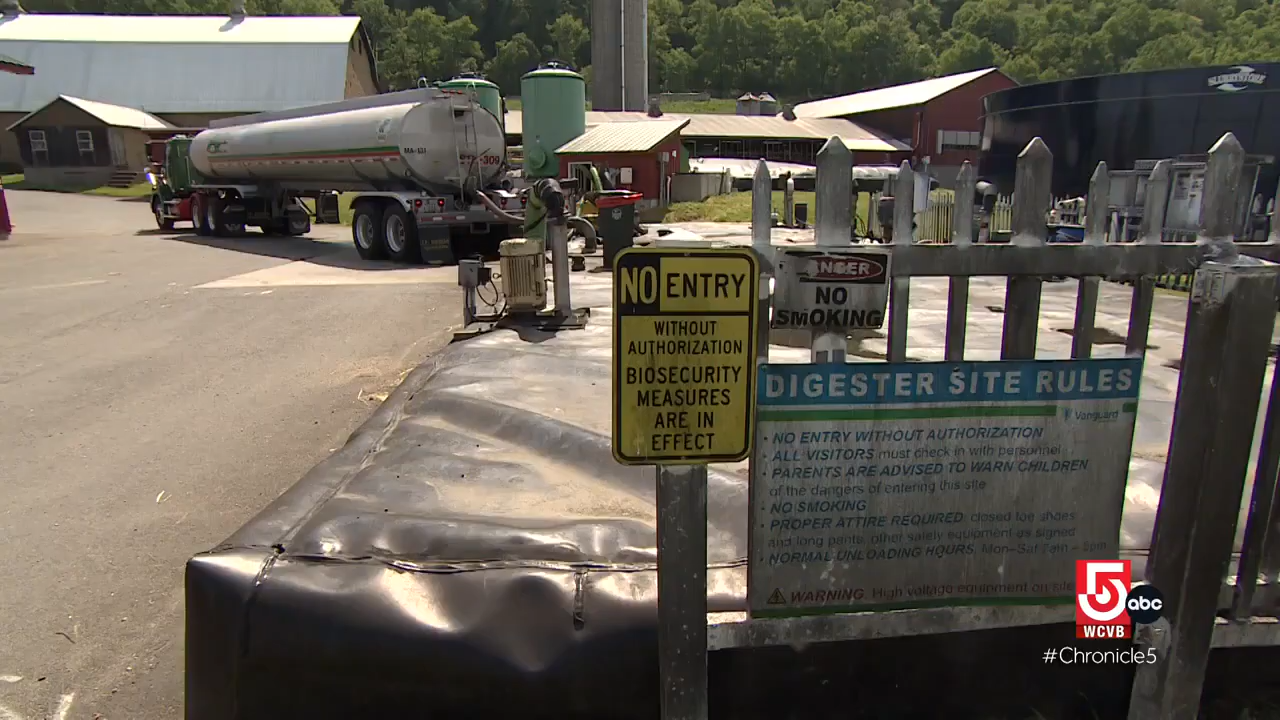 NO ENTRY
WITHOUT
AUTHORIZATION
BIOSECURITY
MEASURES
ARE IN
EFFECT
DANGER
NO
SMOKING
DIGESTER SITE RULES
Vanguard
• NO ENTRY WITHOUT AUTHORIZATION
• ALL VISITORS must check in with personnel
• PARENTS ARE ADVISED TO WARN CHILDREN
of the dangers of entering this site
• NO SMOKING
• PROPER ATTIRE REQUIRED: closed toe shoes
and long pants, other safety equipment as signed
• NORMAL UNLOADING HOURS, Mon-Sat 7am - 5pm
WARNING: High voltage equipment on site
5 abc
WCVB
#Chronicle5